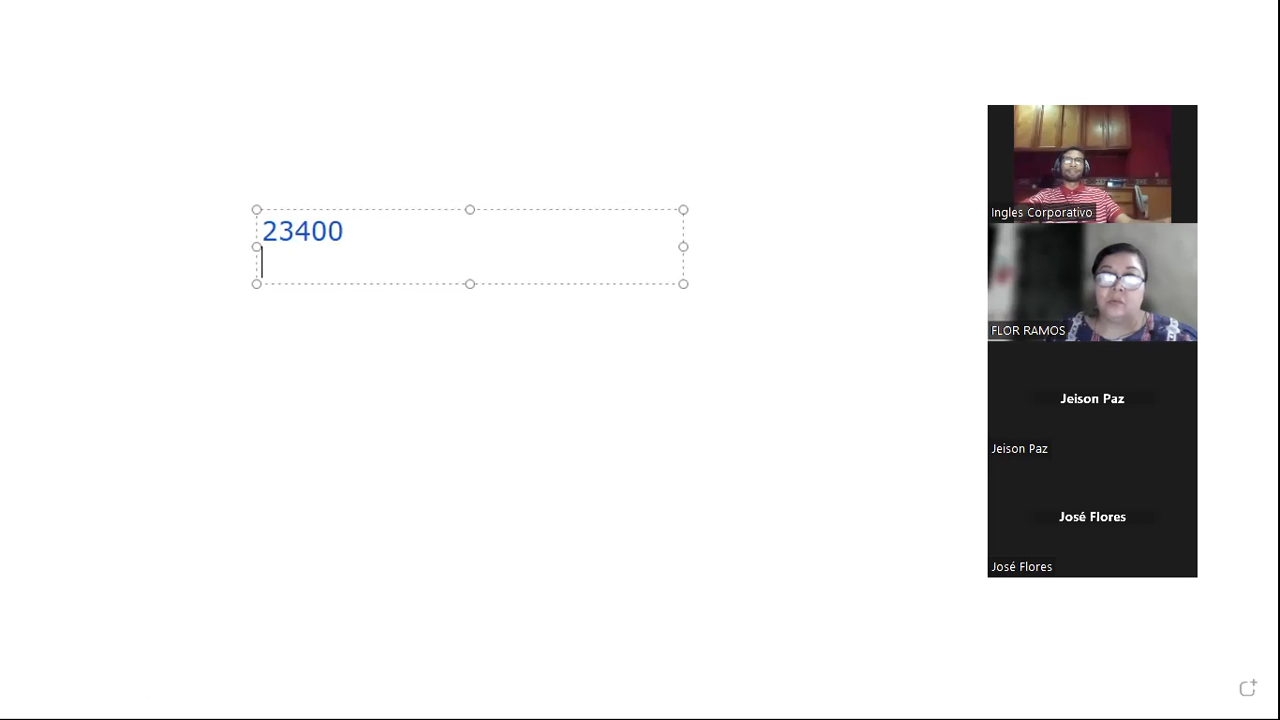 23400
Ingles Corporativo
FLOR RAMOS
Jeison Paz
Jeison Paz
José Flores
José Flores